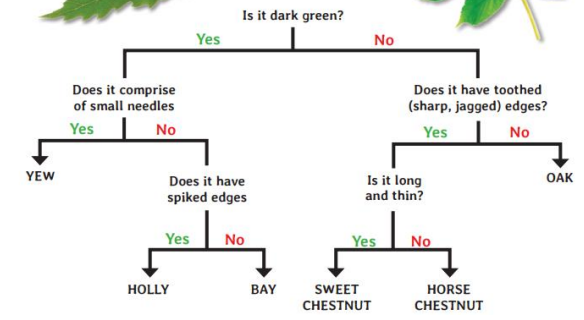 Is it dark green?
Yes No
Does it comprise
of small needles
Does it have toothed
(sharp, jagged) edges?
Yes No
Yes No
YEW
Does it have
spiked edges
Is it long
and thin?
OAK
Yes No
Yes No
HOLLY
BAY
SWEET
CHESTNUT
HORSE
CHESTNUT